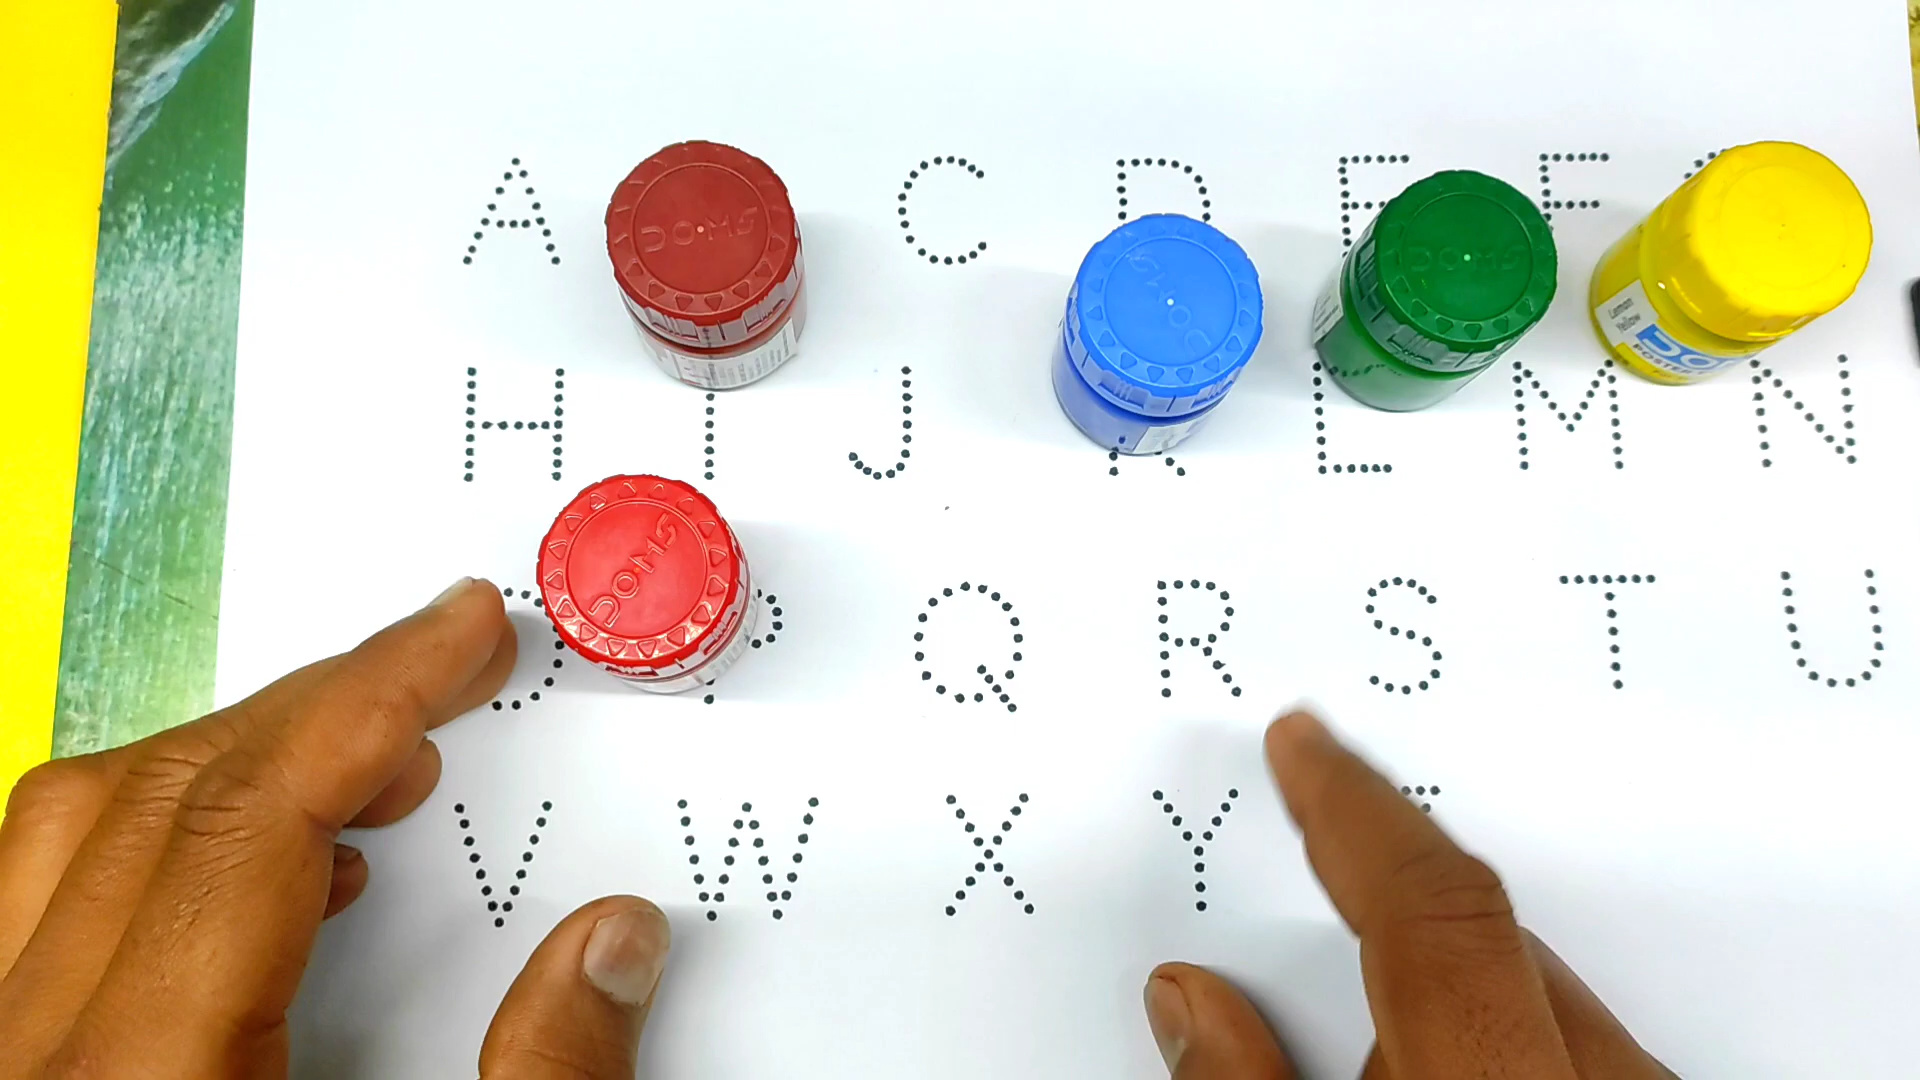 A C D E F
H I J K L M N
O P Q R S T U
V W X Y
DOMS
DOMS
DOMS
Lemon
Yellow
DOMS